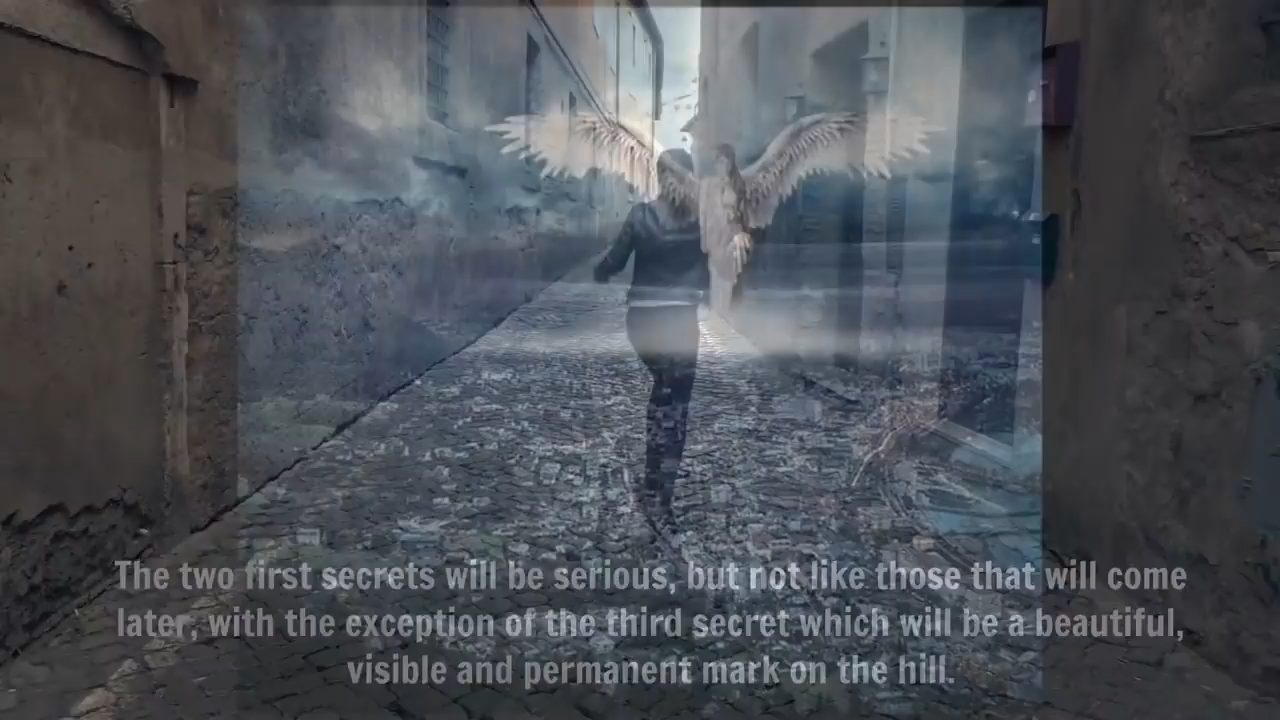 The two first secrets will be serious, but not like those that will come
later, with the exception of the third secret which will be a beautiful,
visible and permanent mark on the hill.